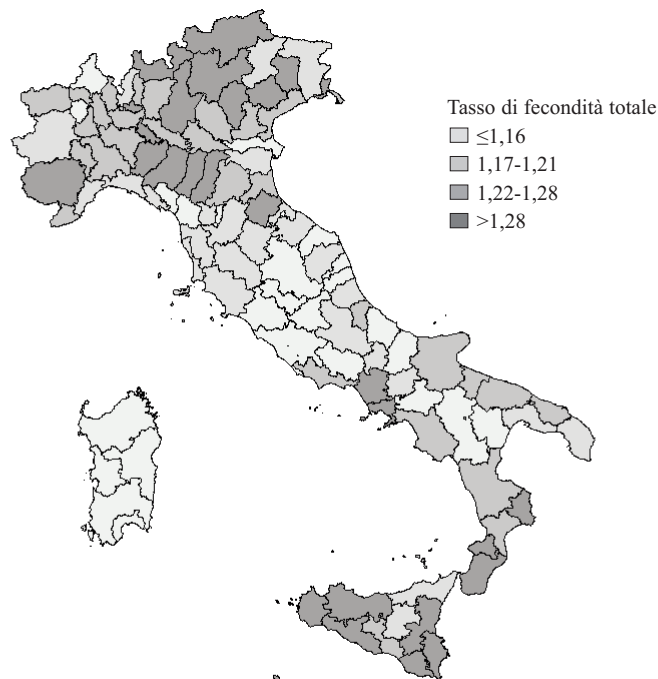 Tasso di fecondità totale
≤1,16
1,17-1,21
1,22-1,28
>1,28